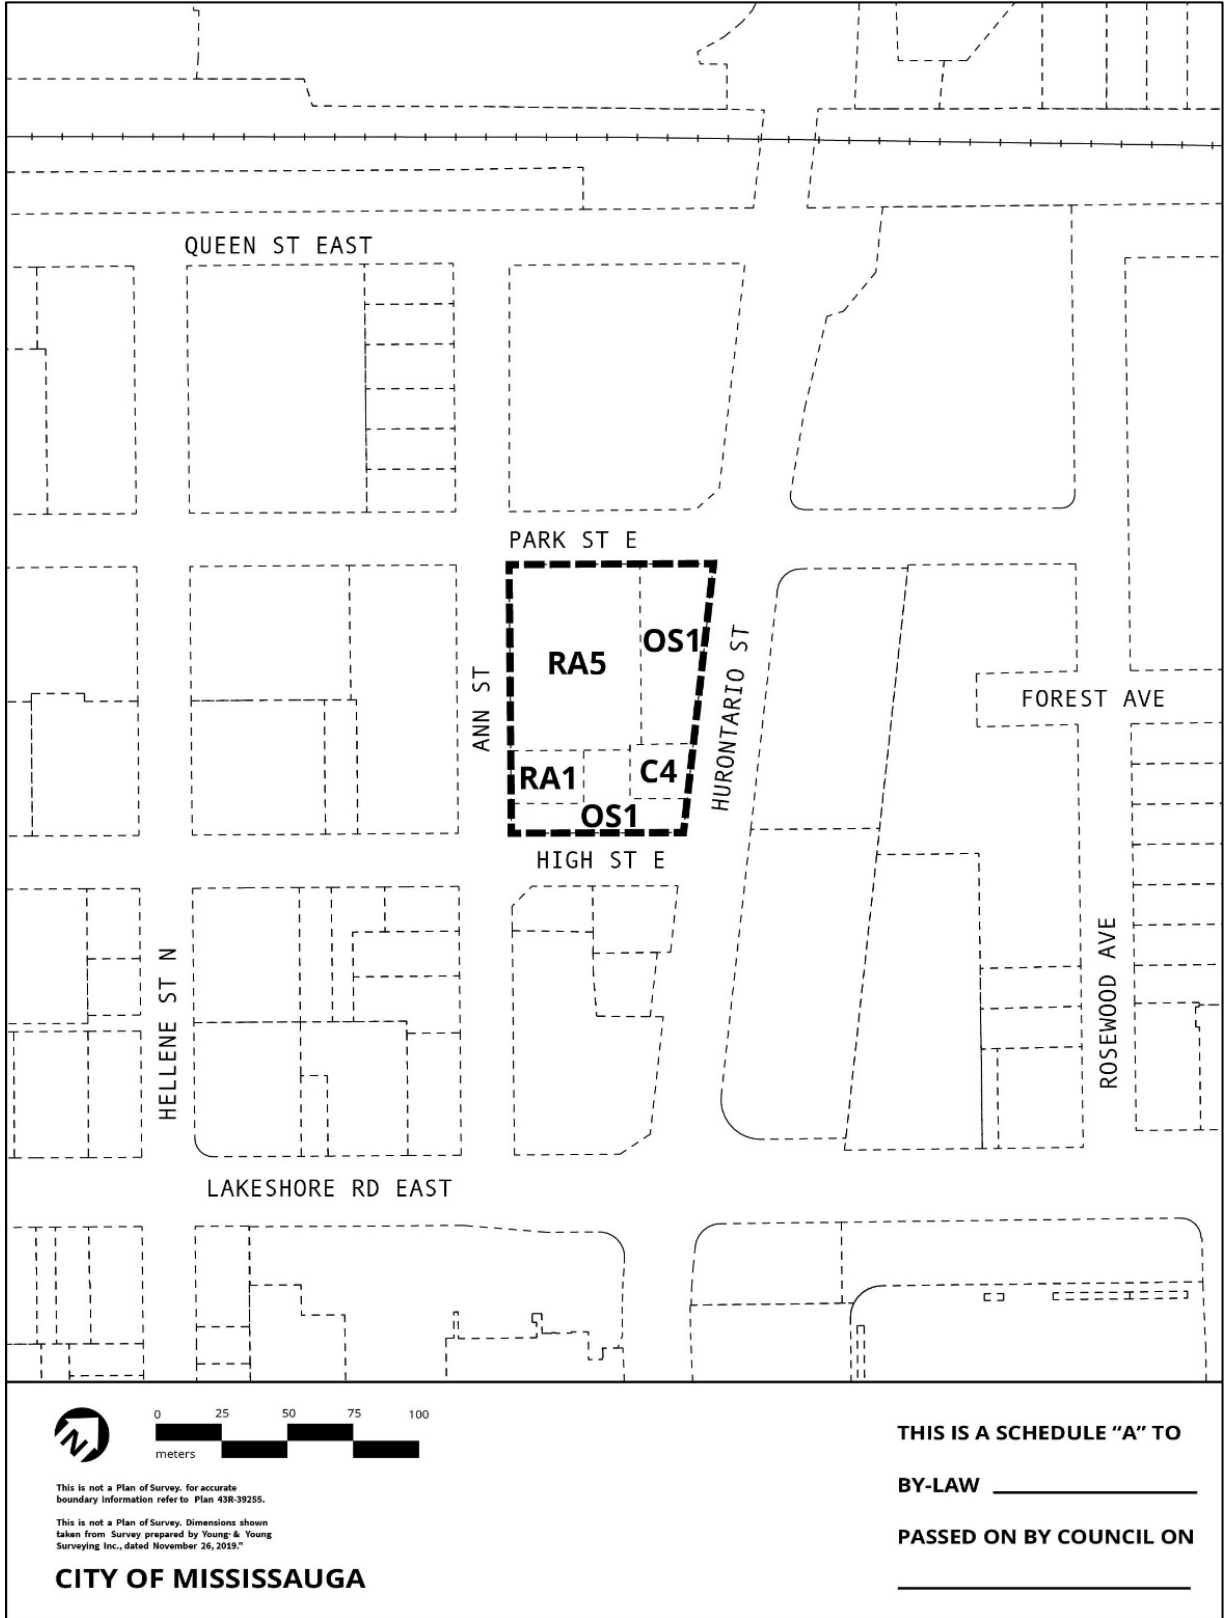 QUEEN ST EAST
PARK ST E
OS1
RA5
HURONTARIO ST
ANN ST
FOREST AVE
RA1
C4
OS1
HIGH ST E
HELLENE ST N
ROSEWOOD AVE
LAKESHORE RD EAST
N
0 25 50 75 100
meters
This is not a Plan of Survey. for accurate
boundary information refer to Plan 43R-39255.
This is not a Plan of Survey. Dimensions shown
taken from Survey prepared by Young & Young
Surveying Inc., dated November 26, 2019."
CITY OF MISSISSAUGA
THIS IS A SCHEDULE “A” TO
BY-LAW
PASSED ON BY COUNCIL ON